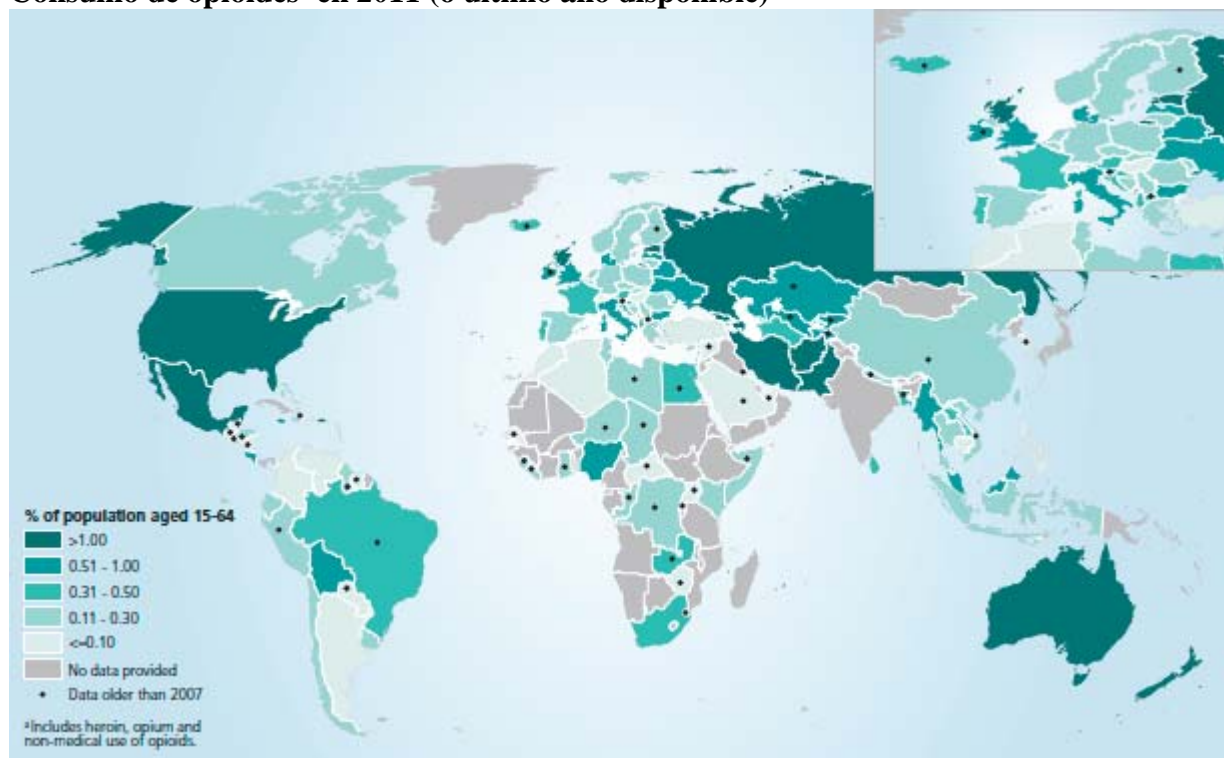 Consumo de opioides en 2011 (o último año disponible)
% of population aged 15-64
>1.00
0.51 - 1.00
0.31 - 0.50
0.11 - 0.30
<=0.10
No data provided
Data older than 2007
ᵃIncludes heroin, opium and
non-medical use of opioids.